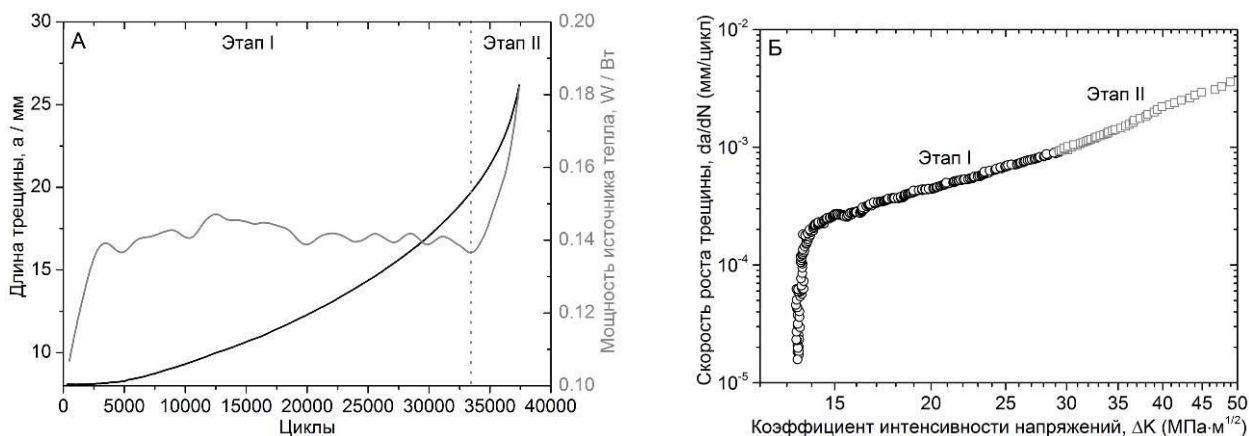 А
Этап I
Этап II
Длина трещины, a / мм
30
25
20
15
10
0
5000
10000
15000
20000
25000
30000
35000
40000
Циклы
0.20
0.18
0.16
0.14
0.12
0.10
Мощность источника тепла, W / Вт
Б
Этап I
Этап II
Скорость роста трещины, da/dN (мм/цикл)
10⁻²
10⁻³
10⁻⁴
10⁻⁵
15
20
25
30
35
40
45
50
Коэффициент интенсивности напряжений, ΔK (МПа·м^1/2)